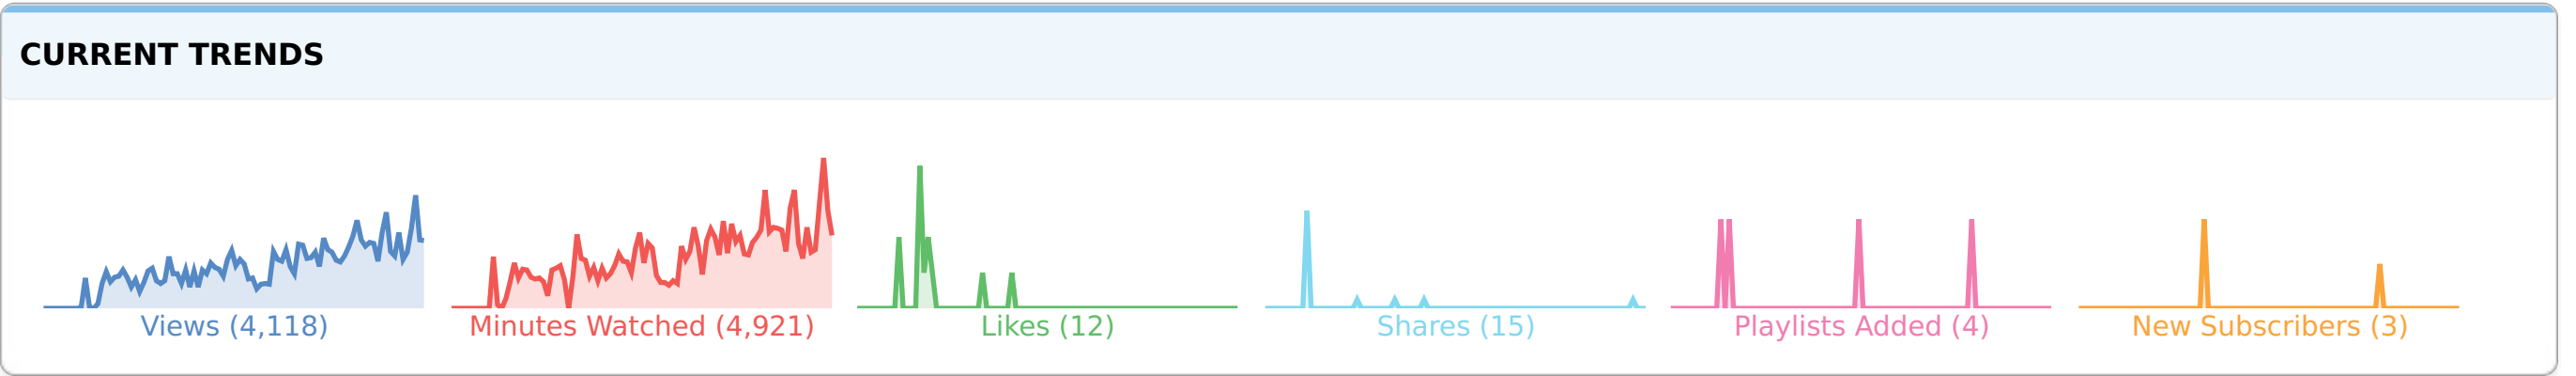 CURRENT TRENDS
Views (4,118)
Minutes Watched (4,921)
Likes (12)
Shares (15)
Playlists Added (4)
New Subscribers (3)